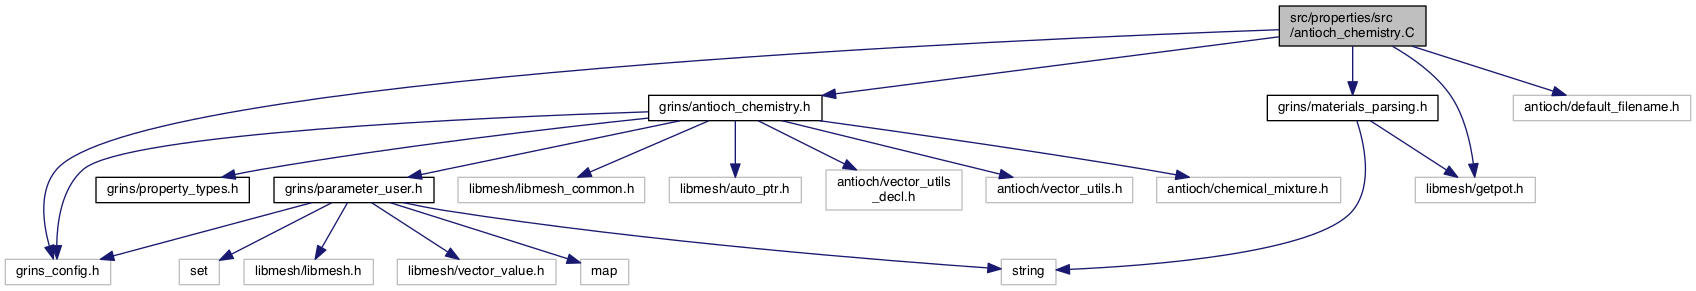 src/properties/src
/antioch_chemistry.C
grins/antioch_chemistry.h
grins/materials_parsing.h
antioch/default_filename.h
grins/property_types.h
grins/parameter_user.h
libmesh/libmesh_common.h
libmesh/auto_ptr.h
antioch/vector_utils
_decl.h
antioch/vector_utils.h
antioch/chemical_mixture.h
libmesh/getpot.h
grins_config.h
set
libmesh/libmesh.h
libmesh/vector_value.h
map
string